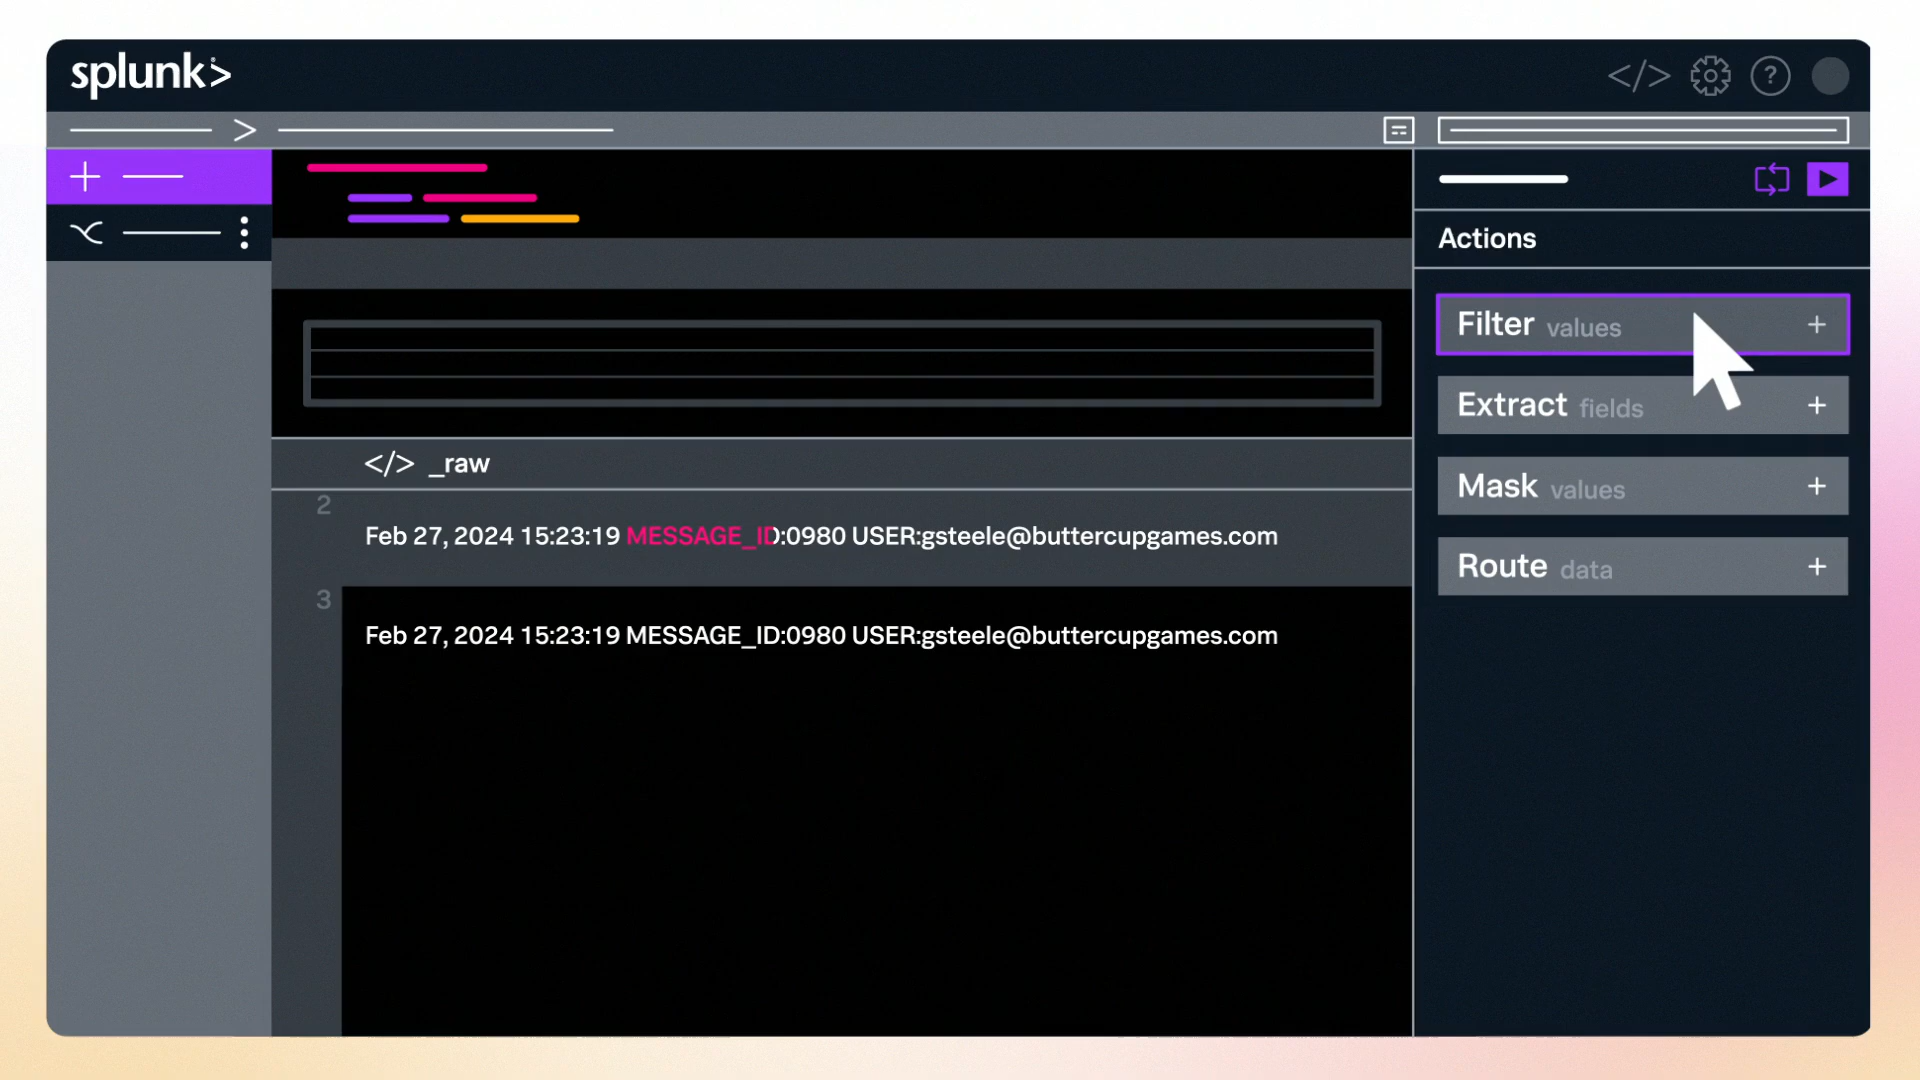 splunk>
Actions
Filter values
Extract fields
Mask values
Route data
</> _raw
2
Feb 27, 2024 15:23:19 MESSAGE_ID:0980 USER:gsteele@buttercupgames.com
3
Feb 27, 2024 15:23:19 MESSAGE_ID:0980 USER:gsteele@buttercupgames.com